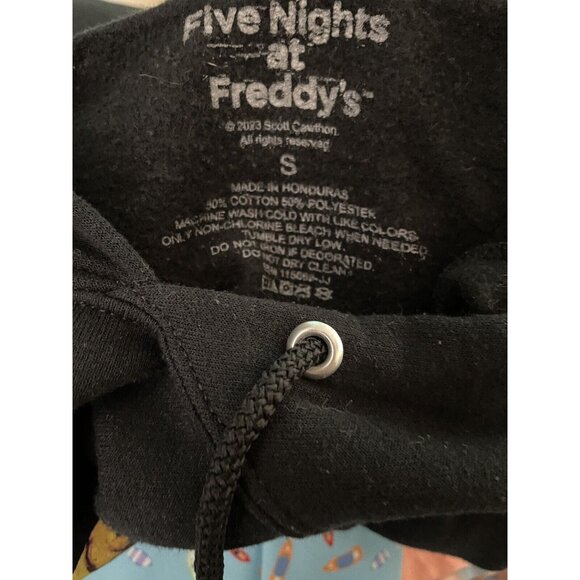 Five Nights
at
Freddy's™
© 2023 Scott Cawthon.
All rights reserved
S
MADE IN HONDURAS
50% COTTON 50% POLYESTER
MACHINE WASH COLD WITH LIKE COLORS
ONLY NON-CHLORINE BLEACH WHEN NEEDED
TUMBLE DRY LOW.
DO NOT IRON IF DECORATED.
DO NOT DRY CLEAN
RN